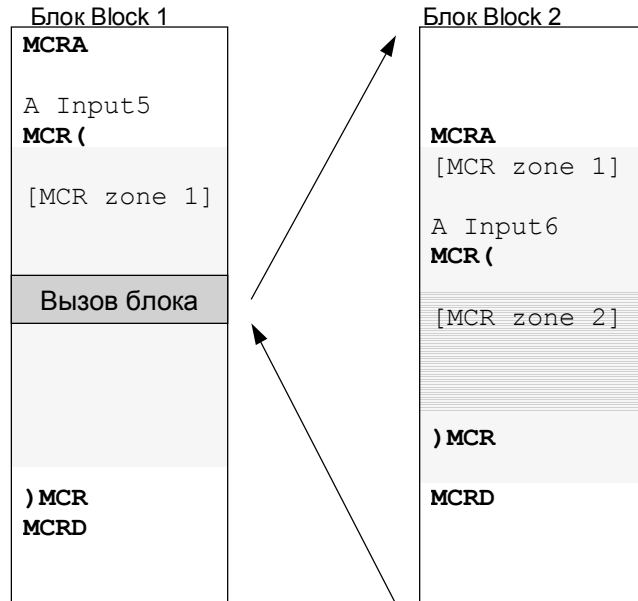 Блок Block 1
MCRA
A Input5
MCR(
[MCR zone 1]
Вызов блока
)MCR
MCRD
Блок Block 2
MCRA
[MCR zone 1]
A Input6
MCR(
[MCR zone 2]
)MCR
MCRD